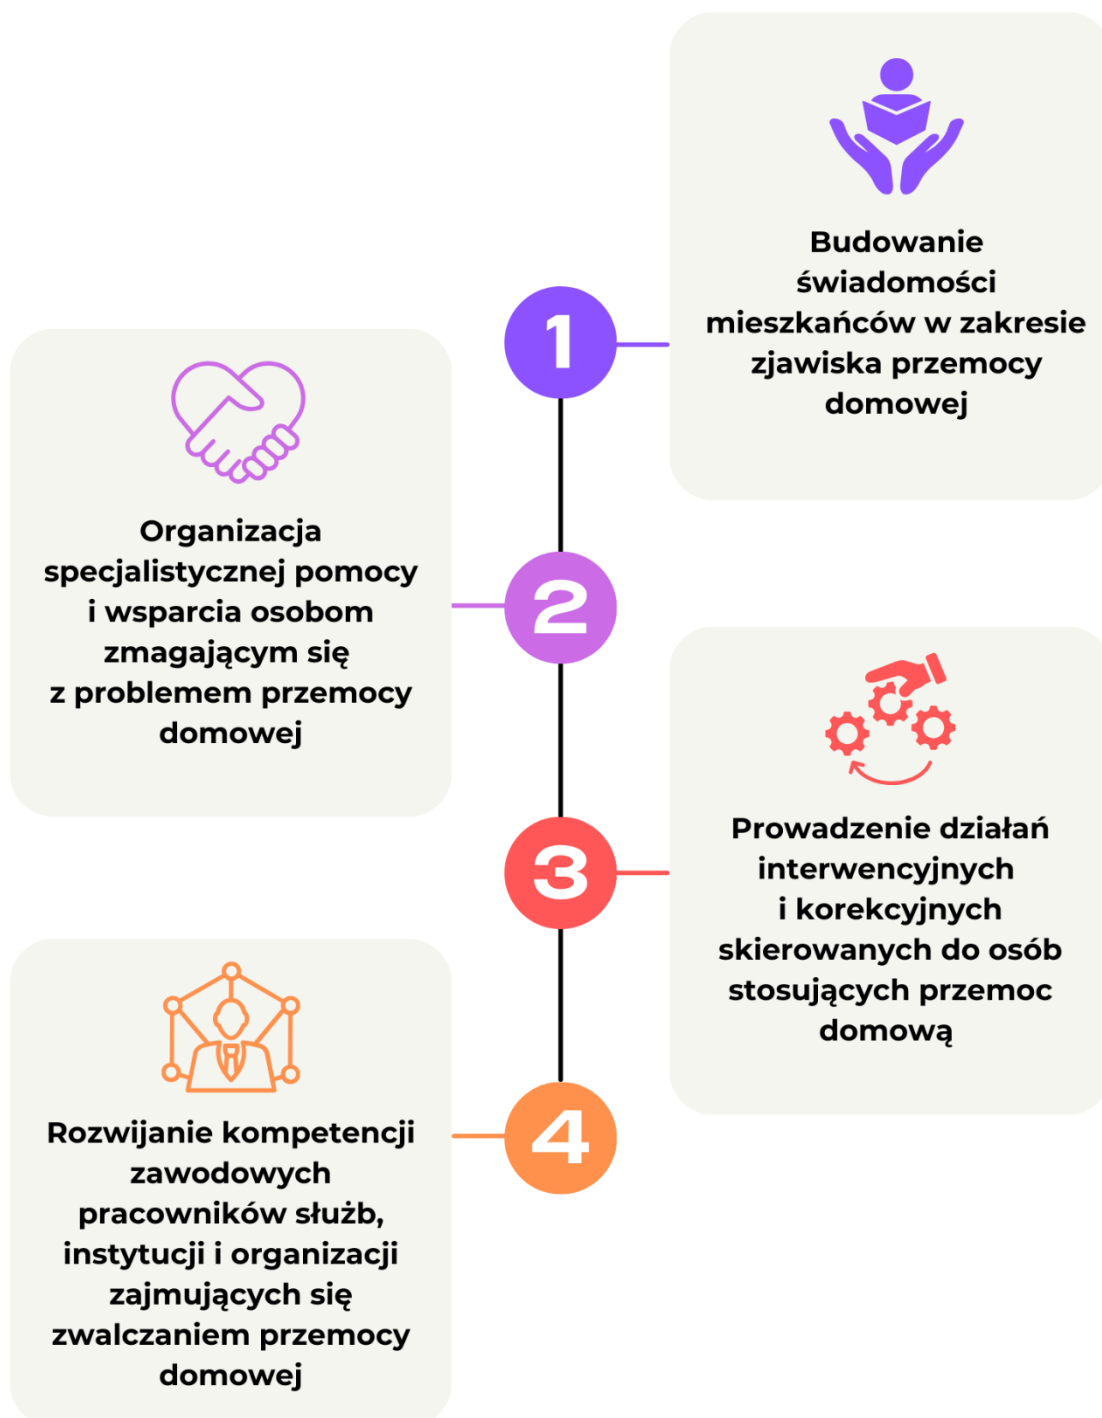 1
Budowanie
świadomości
mieszkańców w zakresie
zjawiska przemocy
domowej
2
Organizacja
specjalistycznej pomocy
i wsparcia osobom
zmagającym się
z problemem przemocy
domowej
3
Prowadzenie działań
interwencyjnych
i korekcyjnych
skierowanych do osób
stosujących przemoc
domową
4
Rozwijanie kompetencji
zawodowych
pracowników służb,
instytucji i organizacji
zajmujących się
zwalczaniem przemocy
domowej